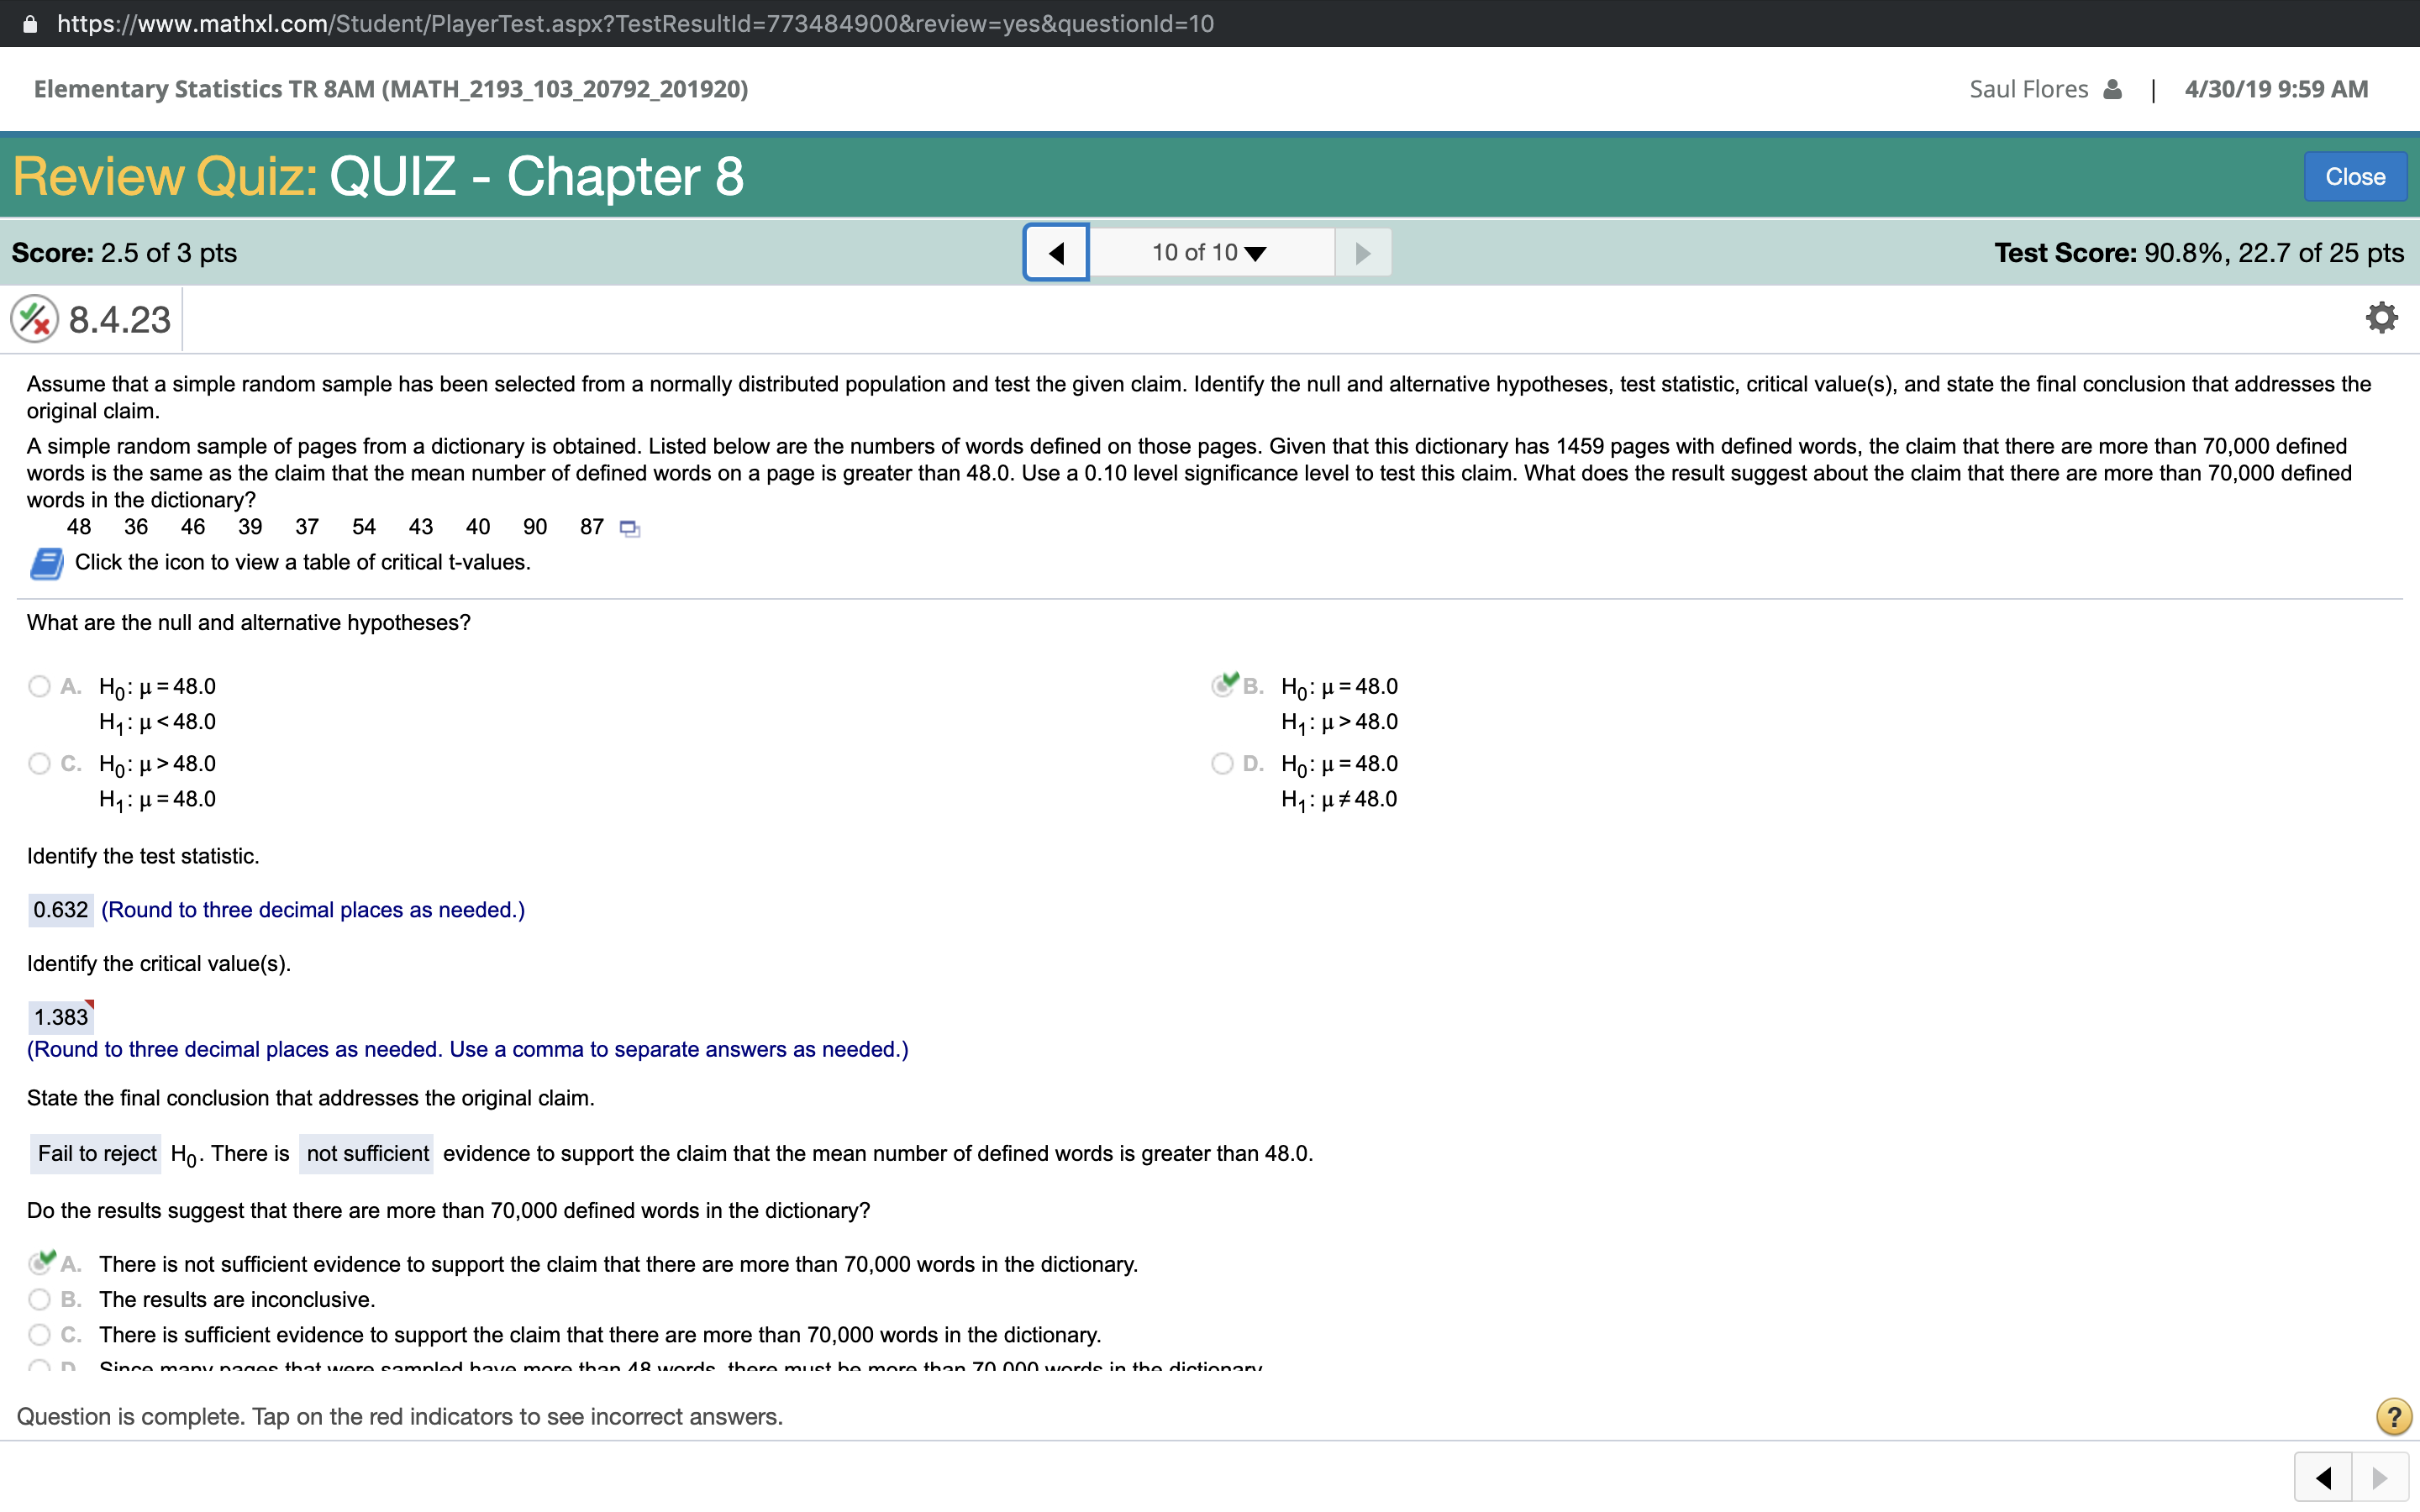 https://www.mathxl.com/Student/PlayerTest.aspx?TestResultId=773484900&review=yes&questionId=10
Elementary Statistics TR 8AM (MATH_2193_103_20792_201920)
Saul Flores | 4/30/19 9:59 AM
Review Quiz: QUIZ - Chapter 8
Close
Score: 2.5 of 3 pts
10 of 10
Test Score: 90.8%, 22.7 of 25 pts
8.4.23
Assume that a simple random sample has been selected from a normally distributed population and test the given claim. Identify the null and alternative hypotheses, test statistic, critical value(s), and state the final conclusion that addresses the
original claim.
A simple random sample of pages from a dictionary is obtained. Listed below are the numbers of words defined on those pages. Given that this dictionary has 1459 pages with defined words, the claim that there are more than 70,000 defined
words is the same as the claim that the mean number of defined words on a page is greater than 48.0. Use a 0.10 level significance level to test this claim. What does the result suggest about the claim that there are more than 70,000 defined
words in the dictionary?
48 36 46 39 37 54 43 40 90 87
Click the icon to view a table of critical t-values.
What are the null and alternative hypotheses?
A. H0: μ = 48.0
H1: μ < 48.0
B. H0: μ = 48.0
H1: μ > 48.0
C. H0: μ > 48.0
H1: μ = 48.0
D. H0: μ = 48.0
H1: μ ≠ 48.0
Identify the test statistic.
0.632 (Round to three decimal places as needed.)
Identify the critical value(s).
1.383
(Round to three decimal places as needed. Use a comma to separate answers as needed.)
State the final conclusion that addresses the original claim.
Fail to reject H0. There is not sufficient evidence to support the claim that the mean number of defined words is greater than 48.0.
Do the results suggest that there are more than 70,000 defined words in the dictionary?
A. There is not sufficient evidence to support the claim that there are more than 70,000 words in the dictionary.
B. The results are inconclusive.
C. There is sufficient evidence to support the claim that there are more than 70,000 words in the dictionary.
D. Since many pages that were sampled have more than 48 words, there must be more than 70,000 words in the dictionary.
Question is complete. Tap on the red indicators to see incorrect answers.
?